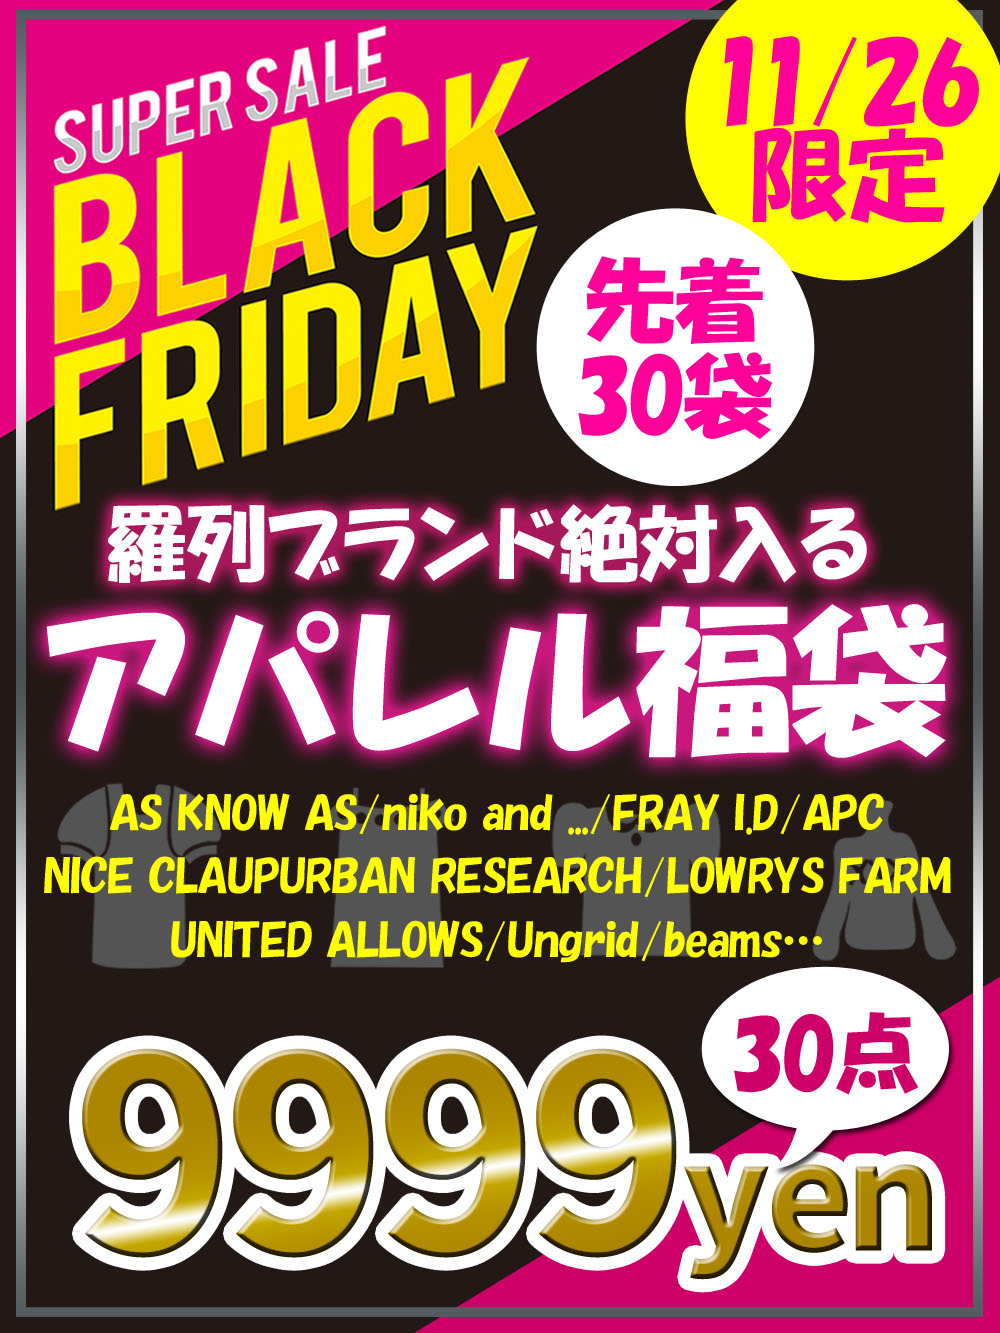 SUPER SALE
BLACK
FRIDAY
11/26
限定
先着
30袋
羅列ブランド絶対入る
アパレル福袋
AS KNOW AS/niko and .../FRAY I.D/APC
NICE CLAUPURBAN RESEARCH/LOWRYS FARM
UNITED ALLOWS/Ungrid/beams…
30点
9999yen